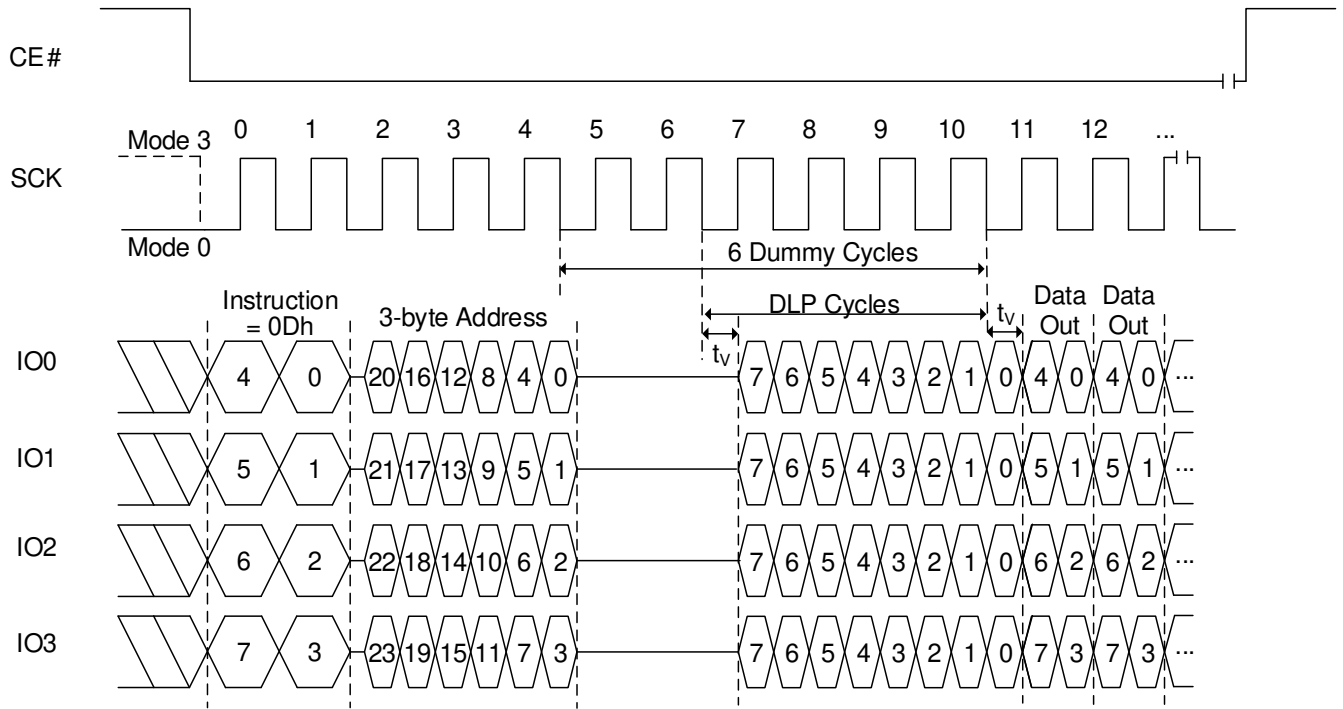 CE#
0 1 2 3 4 5 6 7 8 9 10 11 12 ...
Mode 3
SCK
Mode 0
6 Dummy Cycles
Instruction = 0Dh
3-byte Address
DLP Cycles
tV
tV
Data Out
Data Out
IO0
4 0 20 16 12 8 4 0 7 6 5 4 3 2 1 0 4 0 4 0 ...
IO1
5 1 21 17 13 9 5 1 7 6 5 4 3 2 1 0 5 1 5 1 ...
IO2
6 2 22 18 14 10 6 2 7 6 5 4 3 2 1 0 6 2 6 2 ...
IO3
7 3 23 19 15 11 7 3 7 6 5 4 3 2 1 0 7 3 7 3 ...